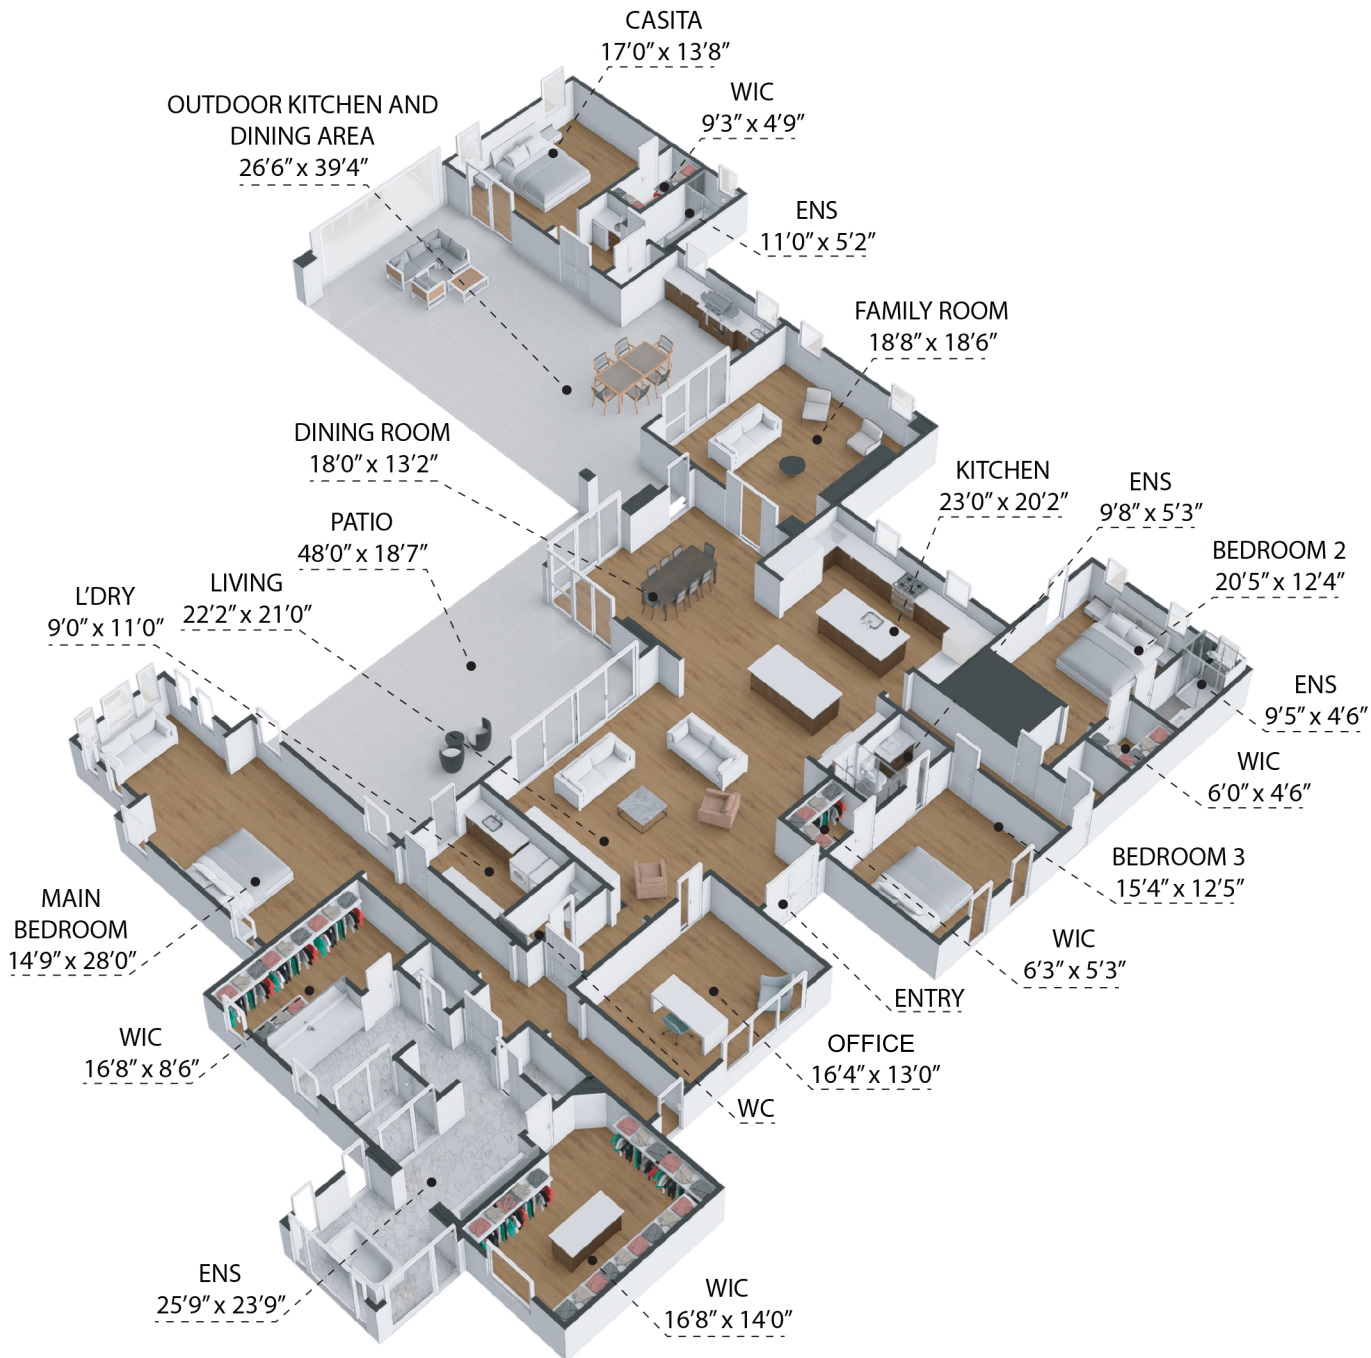 CASITA
17′0″ x 13′8″
WIC
9′3″ x 4′9″
OUTDOOR KITCHEN AND
DINING AREA
26′6″ x 39′4″
ENS
11′0″ x 5′2″
FAMILY ROOM
18′8″ x 18′6″
DINING ROOM
18′0″ x 13′2″
KITCHEN
23′0″ x 20′2″
ENS
9′8″ x 5′3″
PATIO
48′0″ x 18′7″
BEDROOM 2
20′5″ x 12′4″
LIVING
22′2″ x 21′0″
L′DRY
9′0″ x 11′0″
ENS
9′5″ x 4′6″
WIC
6′0″ x 4′6″
BEDROOM 3
15′4″ x 12′5″
MAIN
BEDROOM
14′9″ x 28′0″
WIC
6′3″ x 5′3″
ENTRY
WIC
16′8″ x 8′6″
OFFICE
16′4″ x 13′0″
WC
ENS
25′9″ x 23′9″
WIC
16′8″ x 14′0″